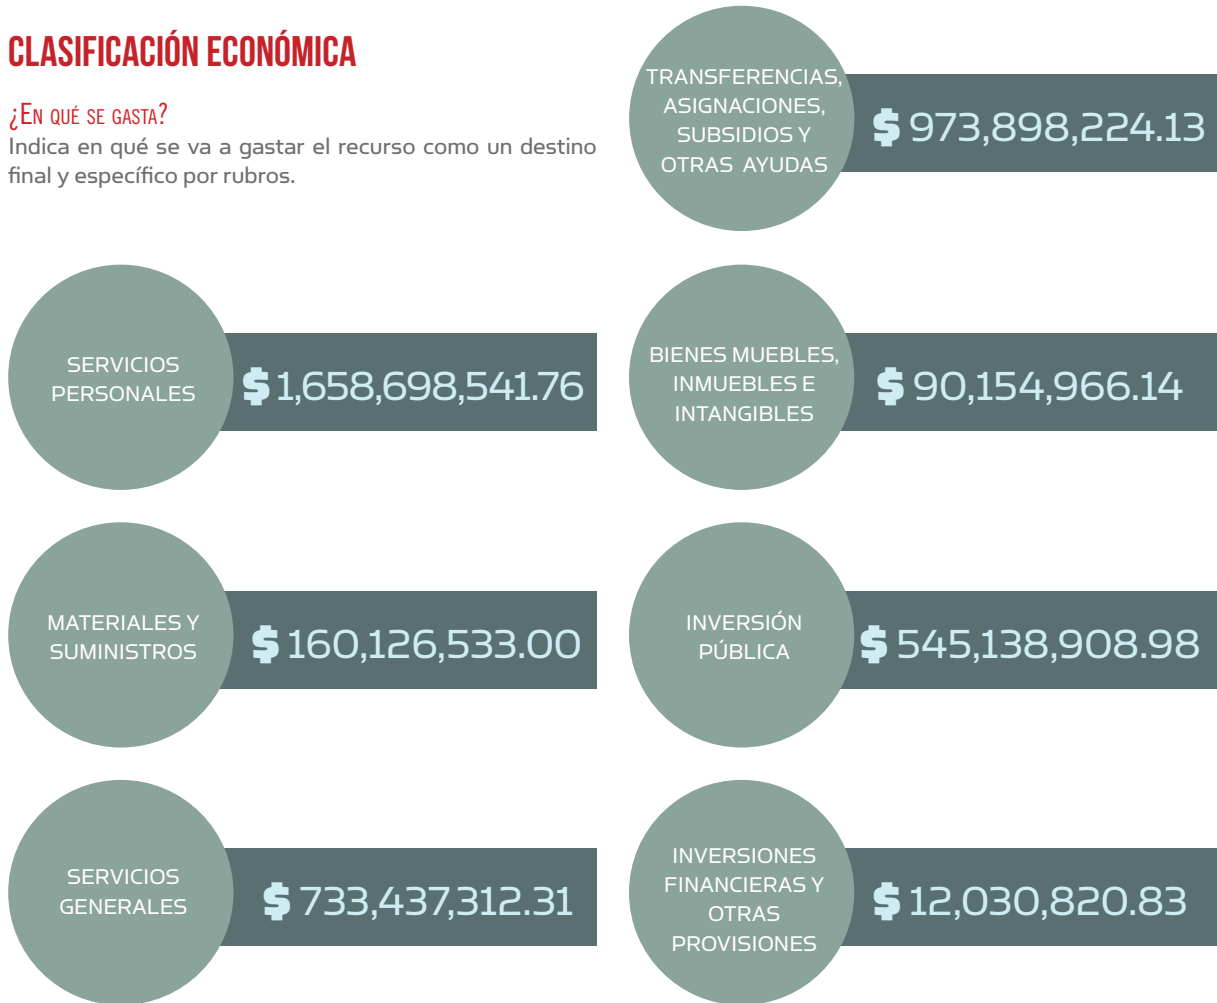 CLASIFICACIÓN ECONÓMICA
¿EN QUÉ SE GASTA?
Indica en qué se va a gastar el recurso como un destino
final y específico por rubros.
SERVICIOS
PERSONALES
$ 1,658,698,541.76
MATERIALES Y
SUMINISTROS
$ 160,126,533.00
SERVICIOS
GENERALES
$ 733,437,312.31
TRANSFERENCIAS,
ASIGNACIONES,
SUBSIDIOS Y
OTRAS AYUDAS
$ 973,898,224.13
BIENES MUEBLES,
INMUEBLES E
INTANGIBLES
$ 90,154,966.14
INVERSIÓN
PÚBLICA
$ 545,138,908.98
INVERSIONES
FINANCIERAS Y
OTRAS
PROVISIONES
$ 12,030,820.83